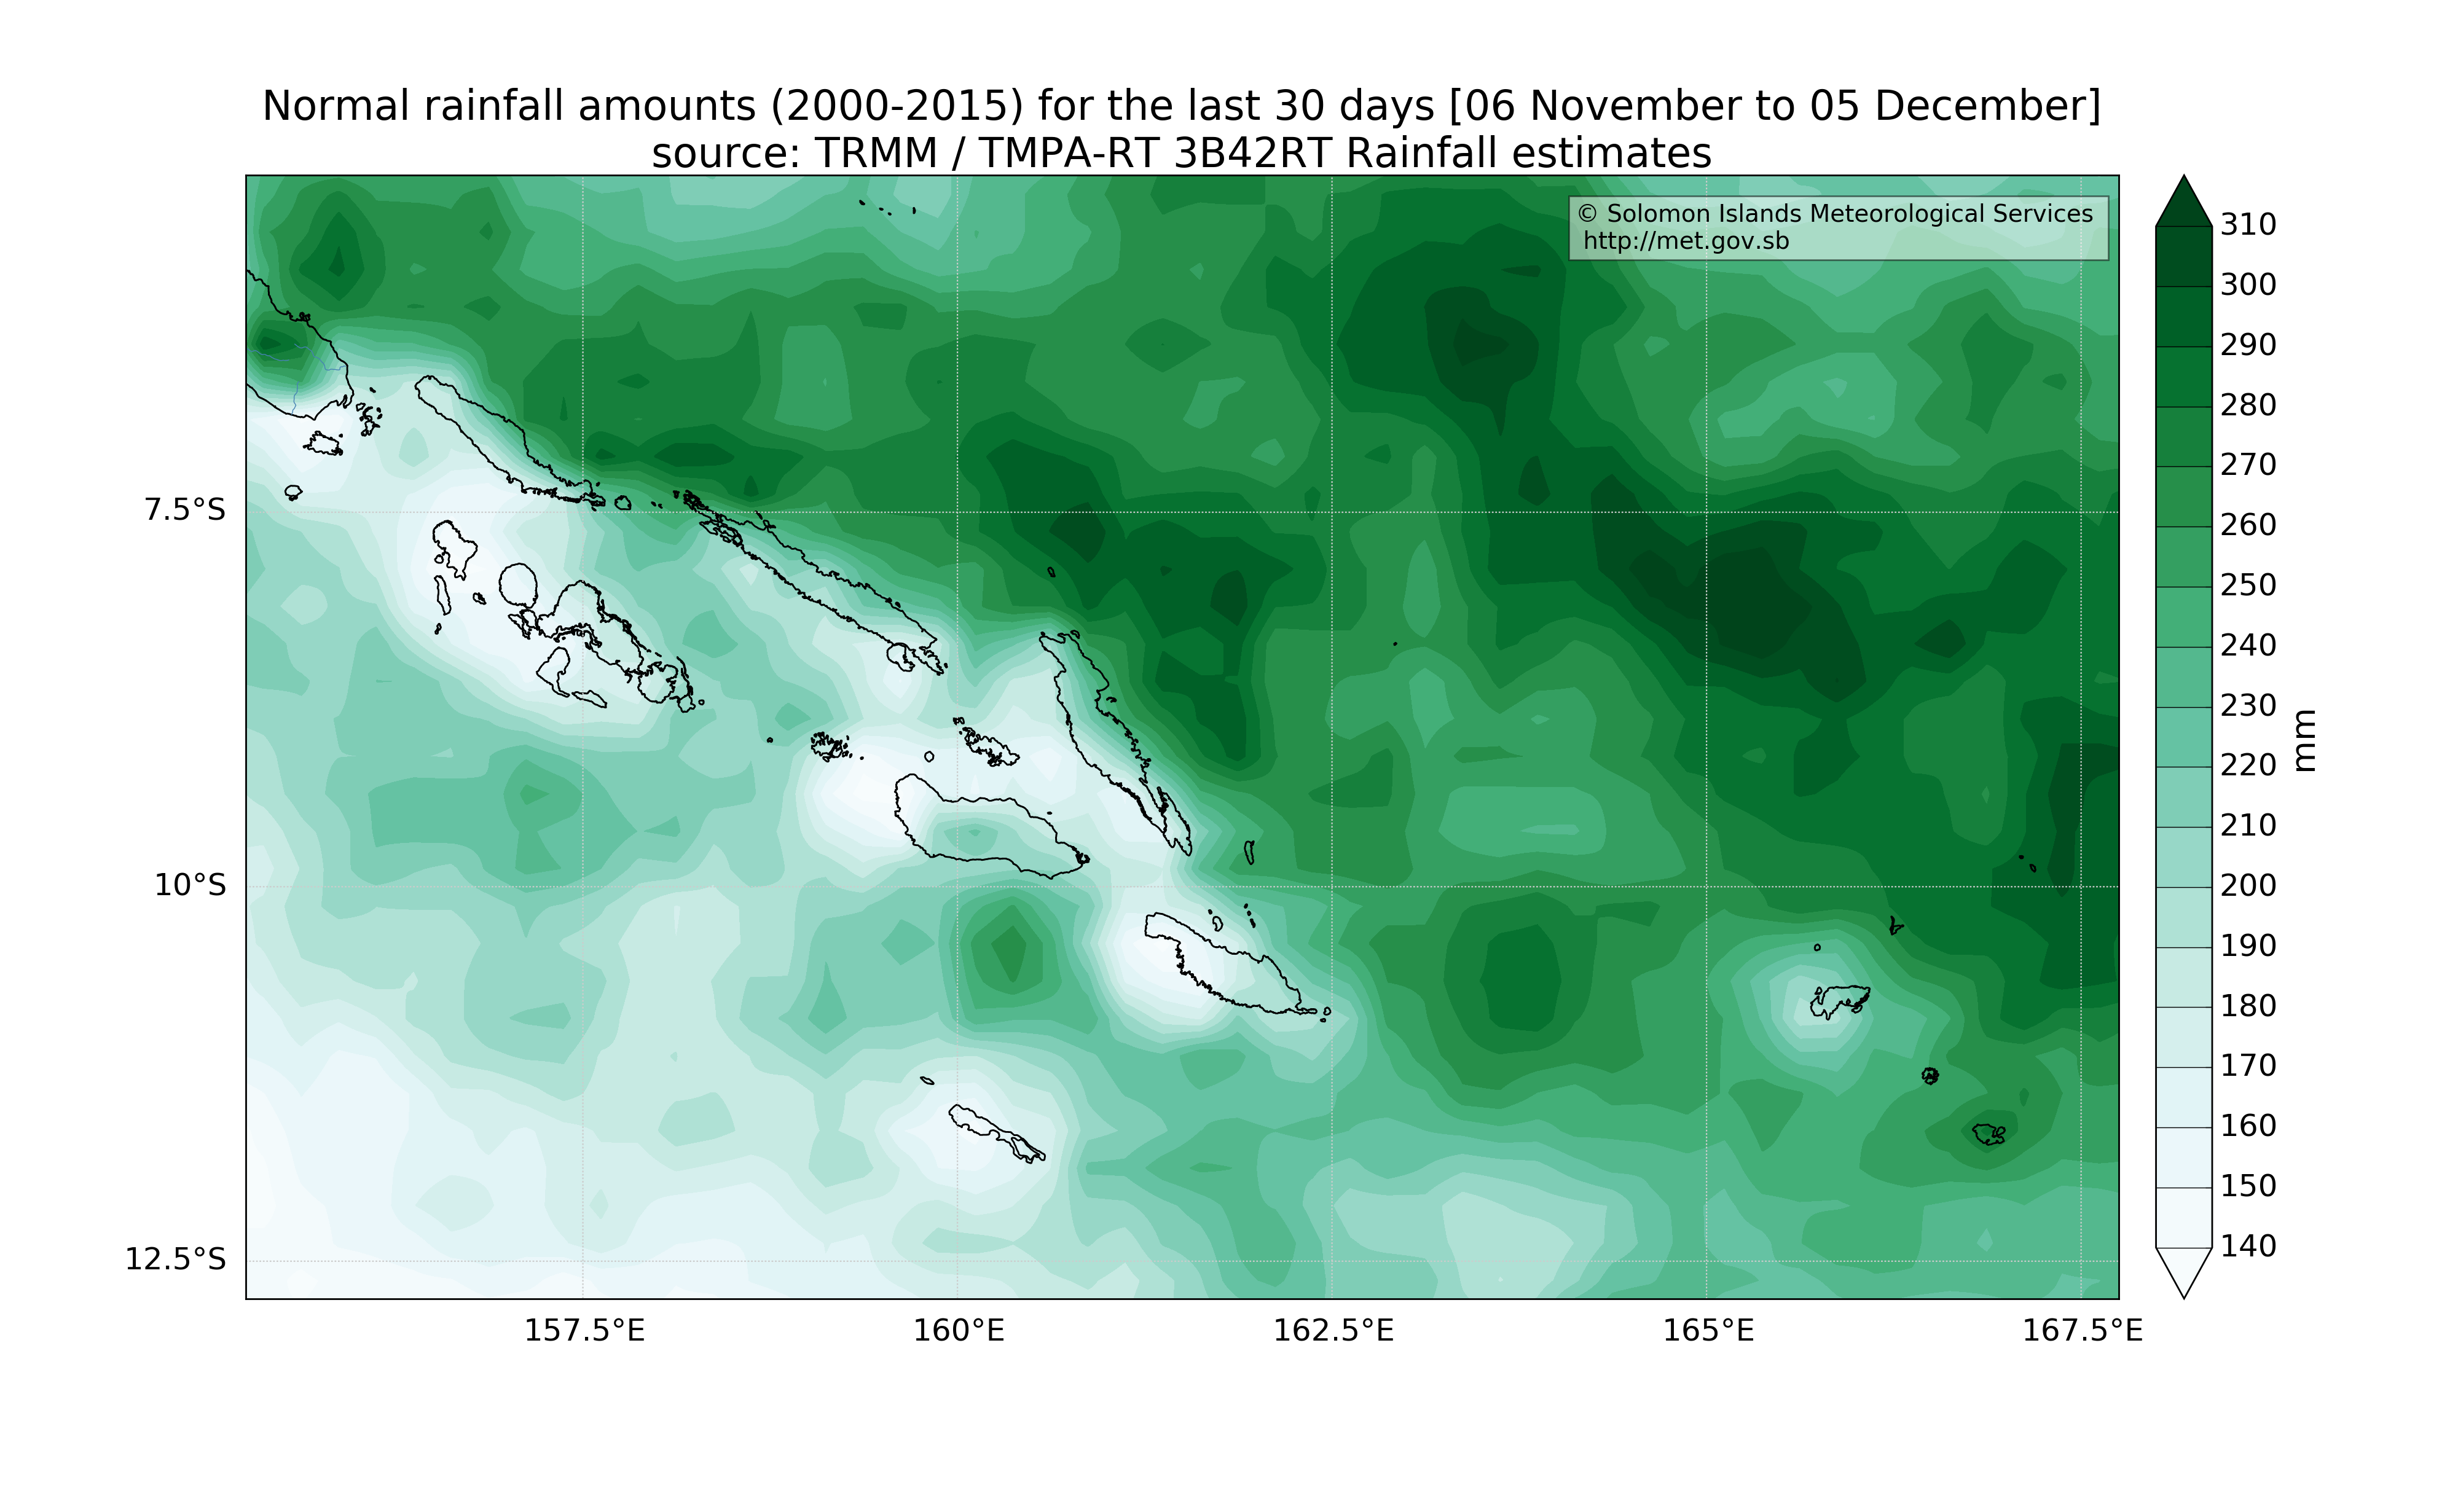 Normal rainfall amounts (2000-2015) for the last 30 days [06 November to 05 December]
source: TRMM / TMPA-RT 3B42RT Rainfall estimates
© Solomon Islands Meteorological Services
http://met.gov.sb
7.5°S
10°S
12.5°S
157.5°E
160°E
162.5°E
165°E
167.5°E
310
300
290
280
270
260
250
240
230
220
210
200
190
180
170
160
150
140
mm